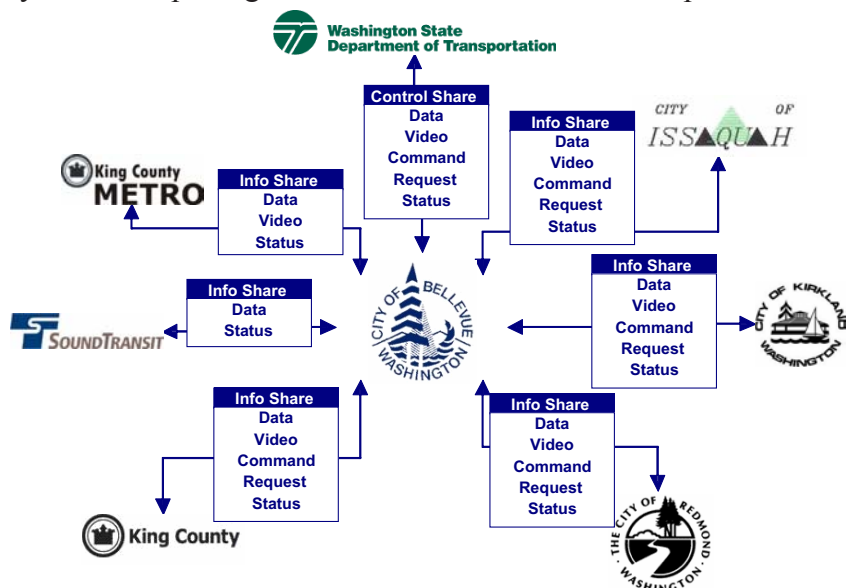 Washington State
Department of Transportation
Control Share
Data
Video
Command
Request
Status
CITY OF
ISSAQUAH
Info Share
Data
Video
Command
Request
Status
King County
METRO
Info Share
Data
Video
Status
SOUNDTRANSIT
Info Share
Data
Status
CITY OF BELLEVUE
WASHINGTON
Info Share
Data
Video
Command
Request
Status
CITY OF KIRKLAND
WASHINGTON
Info Share
Data
Video
Command
Request
Status
King County
Info Share
Data
Video
Command
Request
Status
THE CITY OF REDMOND
WASHINGTON